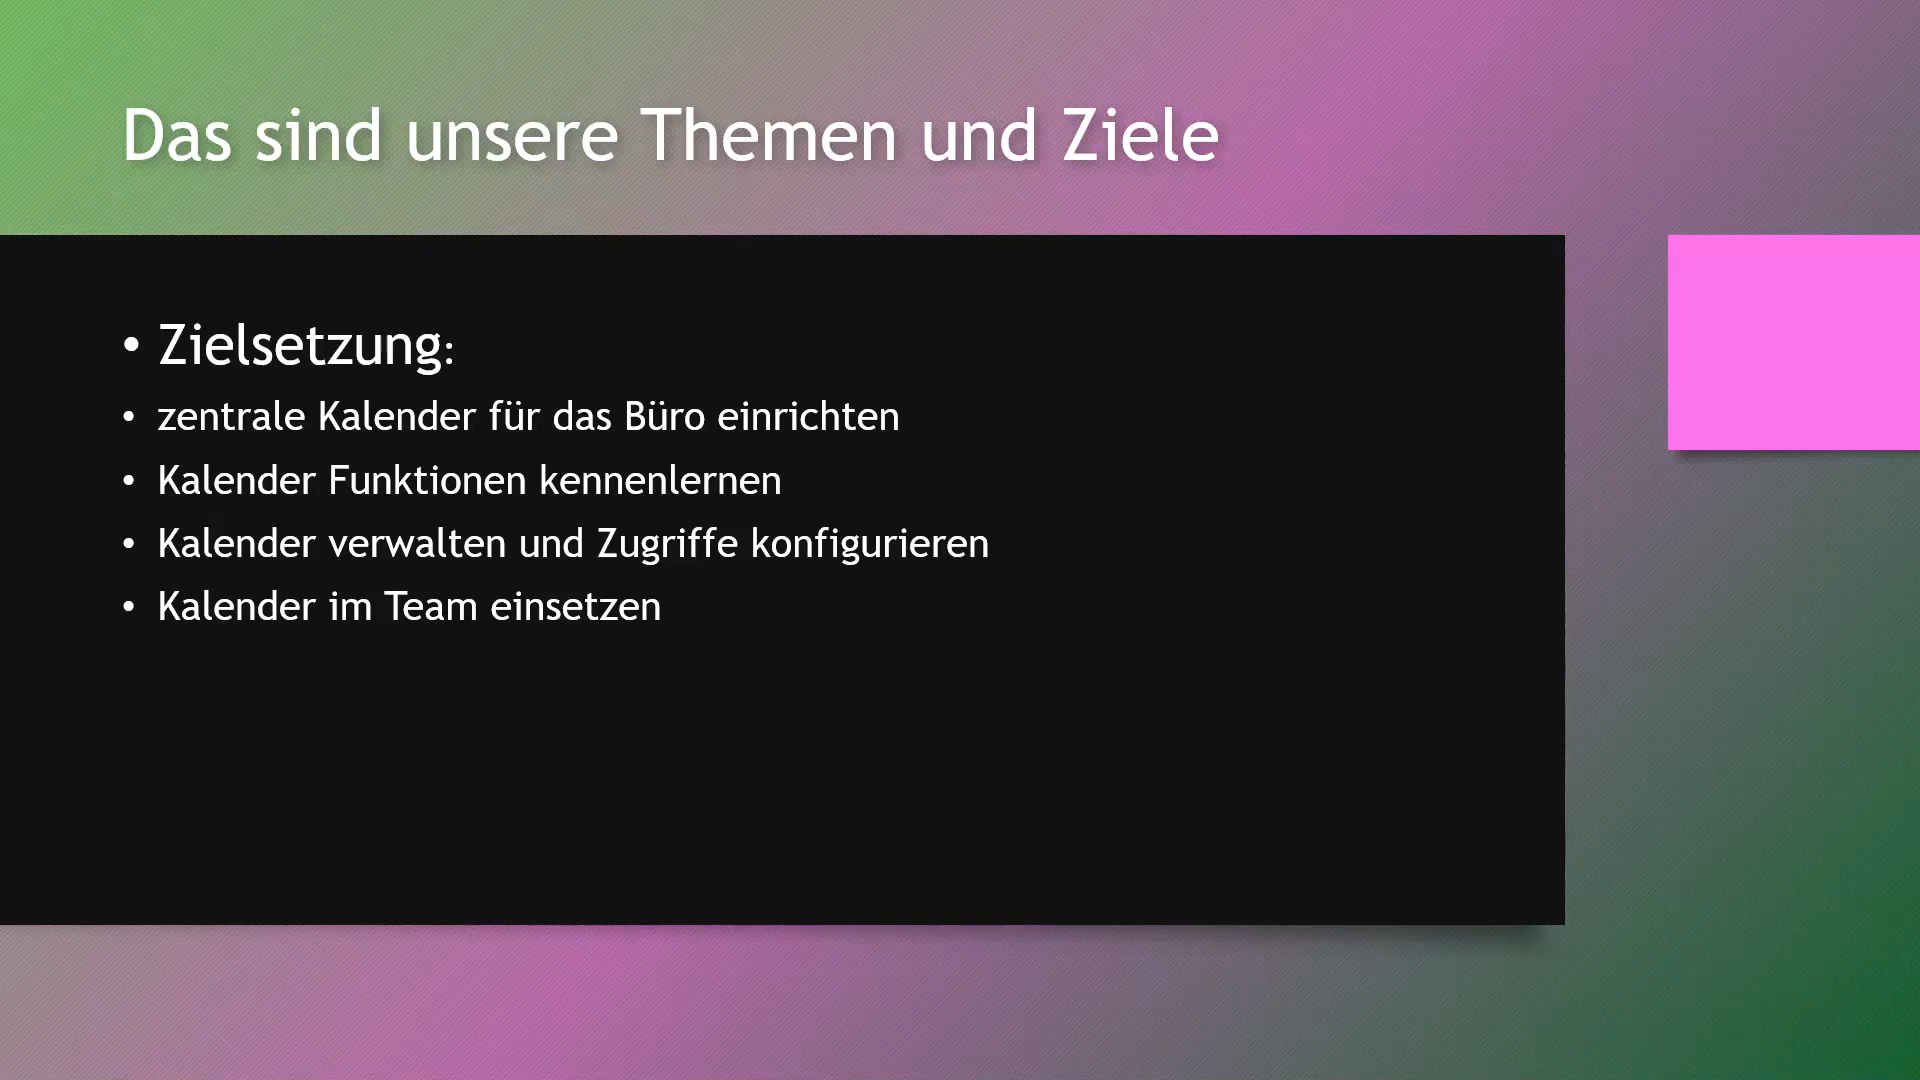 Das sind unsere Themen und Ziele
• Zielsetzung:
• zentrale Kalender für das Büro einrichten
• Kalender Funktionen kennenlernen
• Kalender verwalten und Zugriffe konfigurieren
• Kalender im Team einsetzen